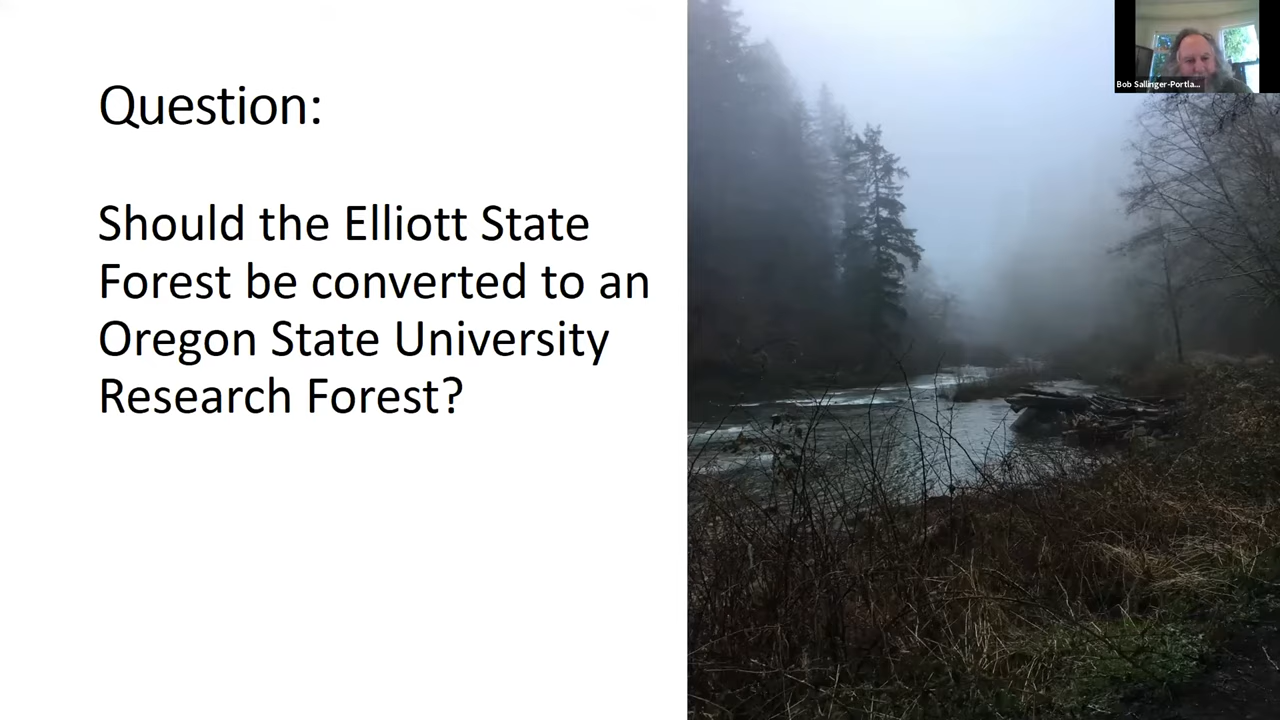 Question:
Should the Elliott State
Forest be converted to an
Oregon State University
Research Forest?
Bob Sallinger-Portla...